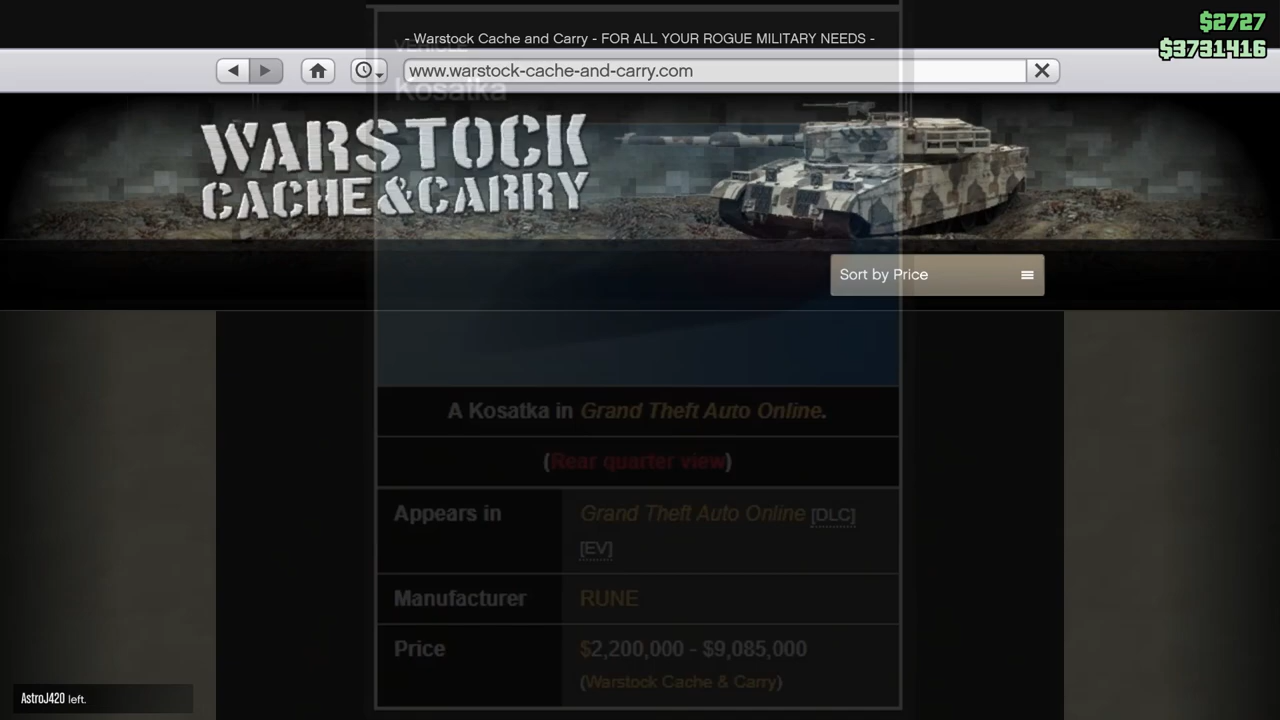 $2727
- Warstock Cache and Carry - FOR ALL YOUR ROGUE MILITARY NEEDS -
$3731416
VEHICLE
www.warstock-cache-and-carry.com
Kosatka
WARSTOCK
CACHE&CARRY
Sort by Price
A Kosatka in Grand Theft Auto Online.
(Rear quarter view)
Appears in Grand Theft Auto Online [DLC]
[EV]
Manufacturer RUNE
Price $2,200,000 - $9,085,000
(Warstock Cache & Carry)
AstroJ420 left.